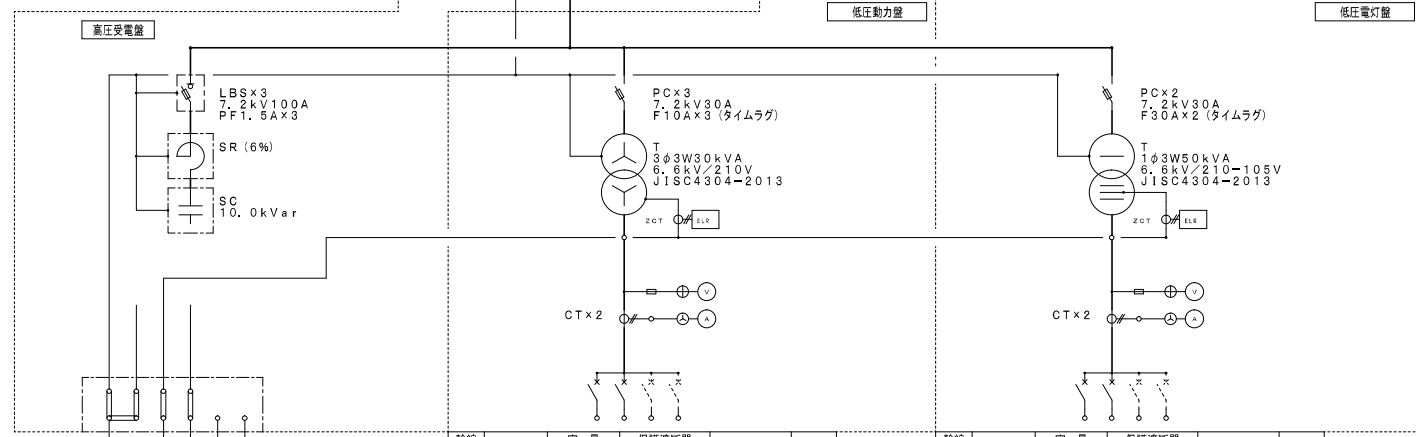 高圧受電盤
低圧動力盤
低圧電灯盤
LBS×3
7.2kV100A
PF1.5A×3
SR(6%)
SC
10.0kVar
PC×3
7.2kV30A
F10A×3(タイムラグ)
T
3φ3W30kVA
6.6kV/210V
JISC4304-2013
ZCT
ELR
V
CT×2
A
PC×2
7.2kV30A
F30A×2(タイムラグ)
T
1φ3W50kVA
6.6kV/210-105V
JISC4304-2013
ZCT
ELR
V
CT×2
A